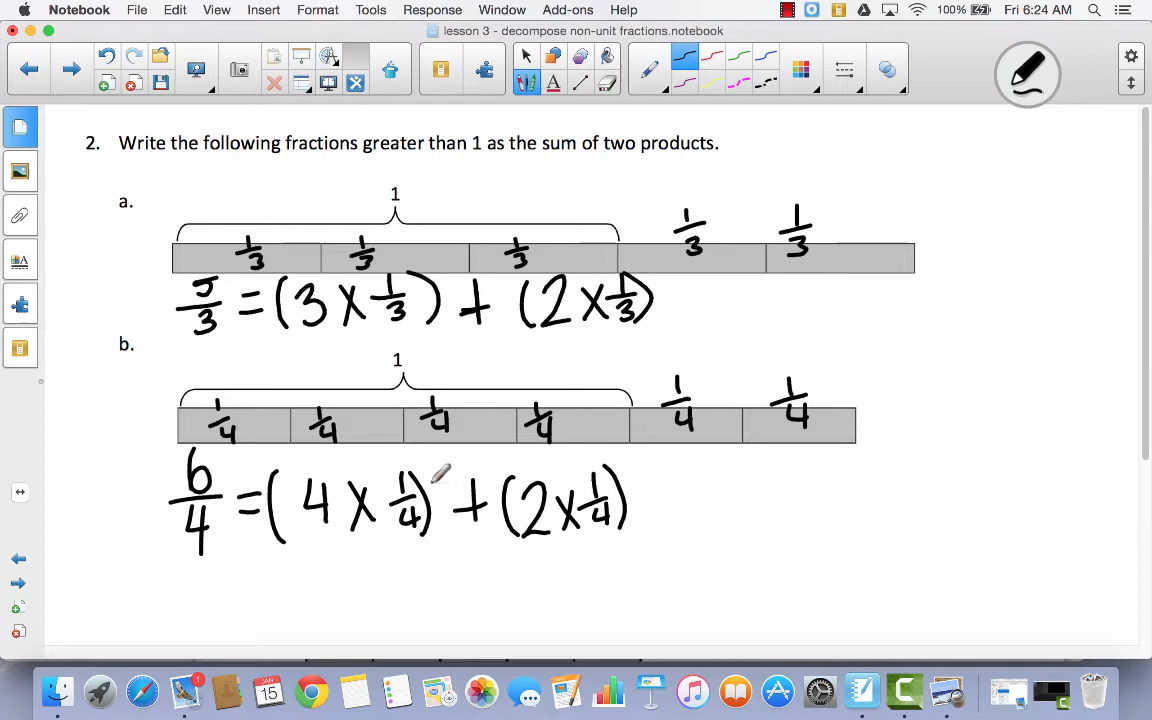 Notebook File Edit View Insert Format Tools Response Window Add-ons Help 100% Fri 6:24 AM
lesson 3 - decompose non-unit fractions.notebook
2. Write the following fractions greater than 1 as the sum of two products.
a.
1
1/3 1/3 1/3 1/3 1/3
5/3 = (3 x 1/3) + (2 x 1/3)
b.
1
1/4 1/4 1/4 1/4 1/4 1/4
6/4 = (4 x 1/4) + (2 x 1/4)
1
JAN
15